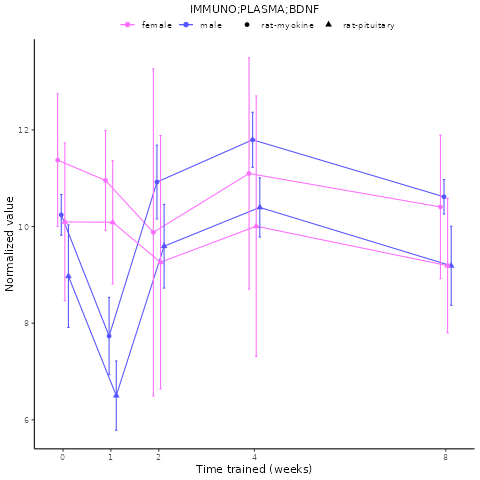 IMMUNO;PLASMA;BDNF
female male rat-myokine rat-pituitary
Normalized value
12
10
8
6
0 1 2 4 8
Time trained (weeks)